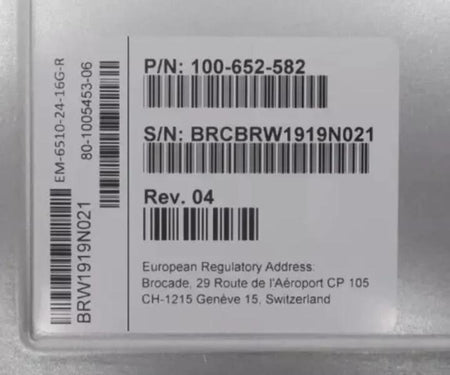 EM-6510-24-16G-R
80-1005453-06
BRW1919N021
P/N: 100-652-582
S/N: BRCBRW1919N021
Rev. 04
European Regulatory Address:
Brocade, 29 Route de l'Aéroport CP 105
CH-1215 Genéve 15, Switzerland